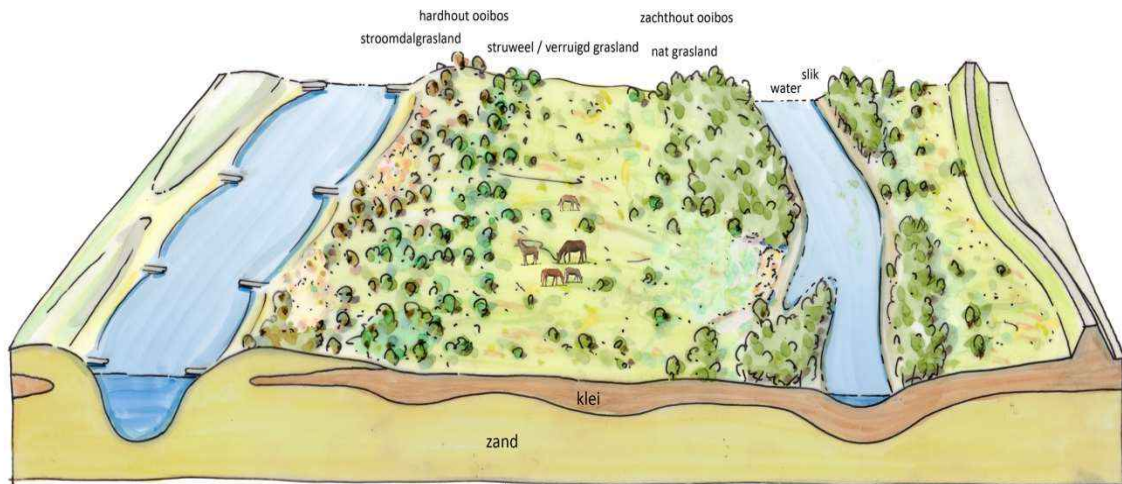 hardhout ooibos
zachthout ooibos
stroomdalgrasland
struweel / verruigd grasland
nat grasland
slik
water
klei
zand